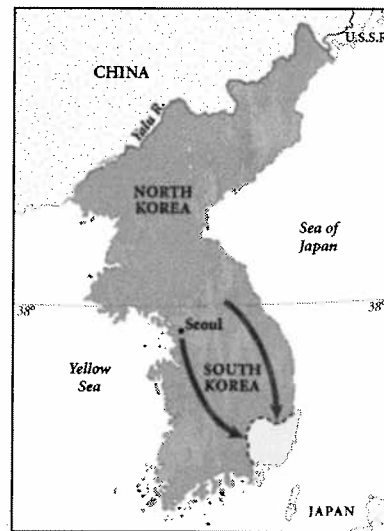 U.S.S.R.
CHINA
Yalu R.
NORTH
KOREA
Sea of
Japan
38°
38°
Seoul
Yellow
Sea
SOUTH
KOREA
JAPAN